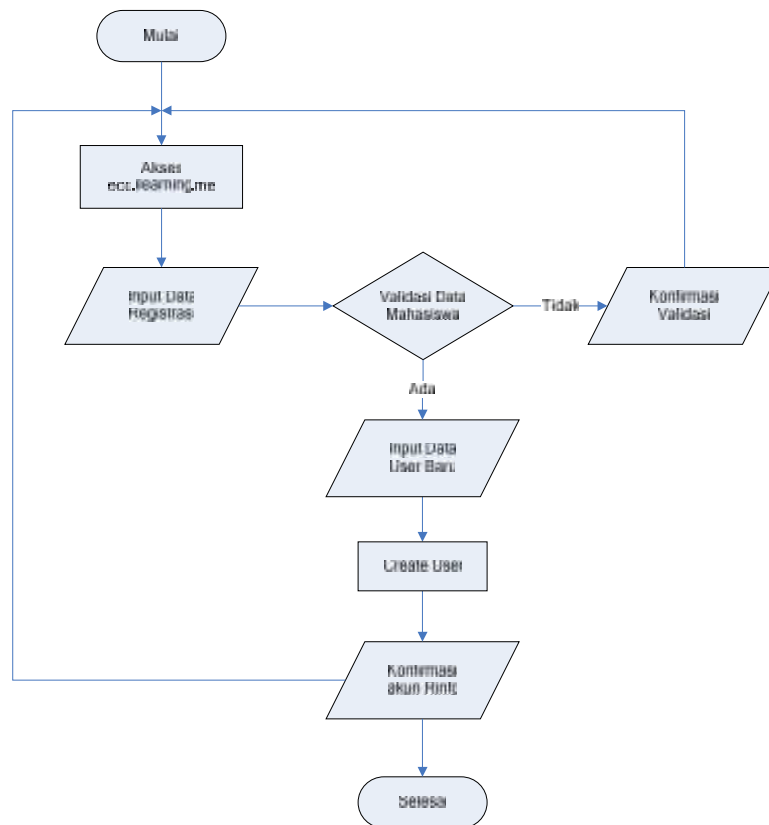 Mulai
Akses
Input Data
Registrasi
Validasi Data
Mahasiswa
Tidak
Konfirmasi
Validasi
Ada
Input Data
User Baru
Create User
Konfirmasi
akun
Selesai